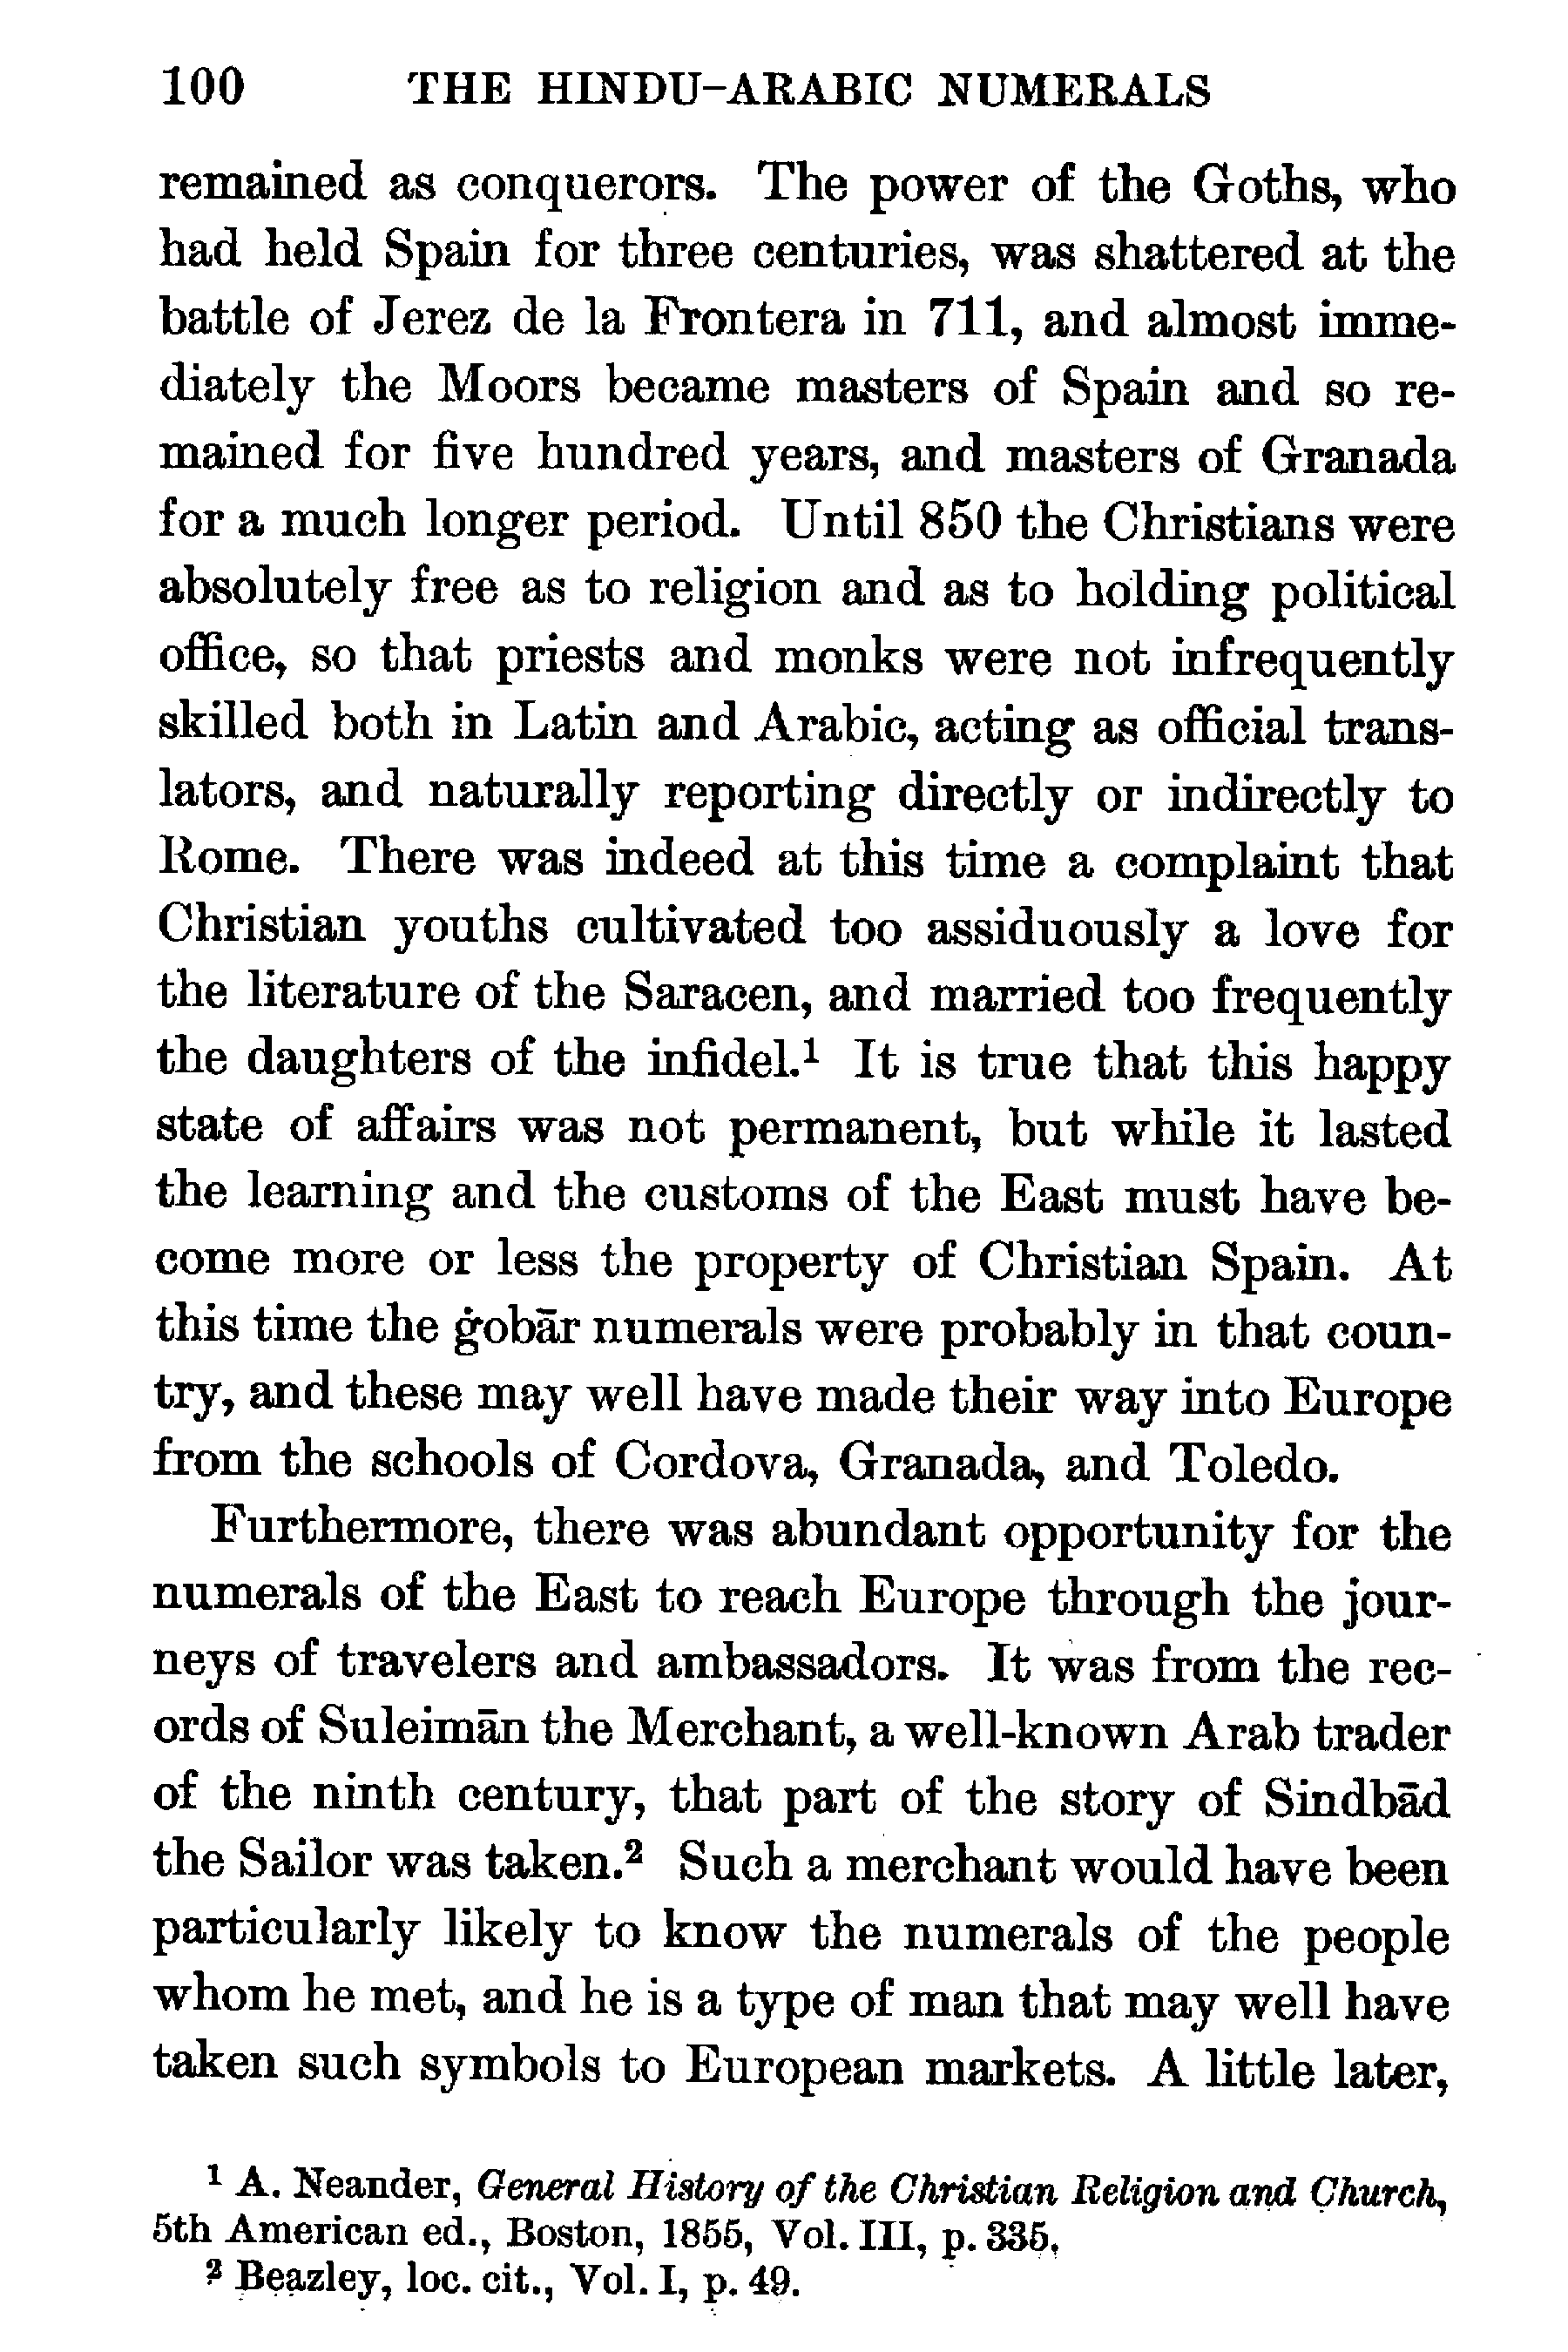 100 THE HINDU-ARABIC NUMERALS
remained as conquerors. The power of the Goths, who
had held Spain for three centuries, was shattered at the
battle of Jerez de la Frontera in 711, and almost imme-
diately the Moors became masters of Spain and so re-
mained for five hundred years, and masters of Granada
for a much longer period. Until 850 the Christians were
absolutely free as to religion and as to holding political
office, so that priests and monks were not infrequently
skilled both in Latin and Arabic, acting as official trans-
lators, and naturally reporting directly or indirectly to
Rome. There was indeed at this time a complaint that
Christian youths cultivated too assiduously a love for
the literature of the Saracen, and married too frequently
the daughters of the infidel.¹ It is true that this happy
state of affairs was not permanent, but while it lasted
the learning and the customs of the East must have be-
come more or less the property of Christian Spain. At
this time the ġobār numerals were probably in that coun-
try, and these may well have made their way into Europe
from the schools of Cordova, Granada, and Toledo.
Furthermore, there was abundant opportunity for the
numerals of the East to reach Europe through the jour-
neys of travelers and ambassadors. It was from the rec-
ords of Suleimān the Merchant, a well-known Arab trader
of the ninth century, that part of the story of Sindbād
the Sailor was taken.² Such a merchant would have been
particularly likely to know the numerals of the people
whom he met, and he is a type of man that may well have
taken such symbols to European markets. A little later,
¹ A. Neander, General History of the Christian Religion and Church,
5th American ed., Boston, 1855, Vol. III, p. 335.
² Beazley, loc. cit., Vol. I, p. 49.